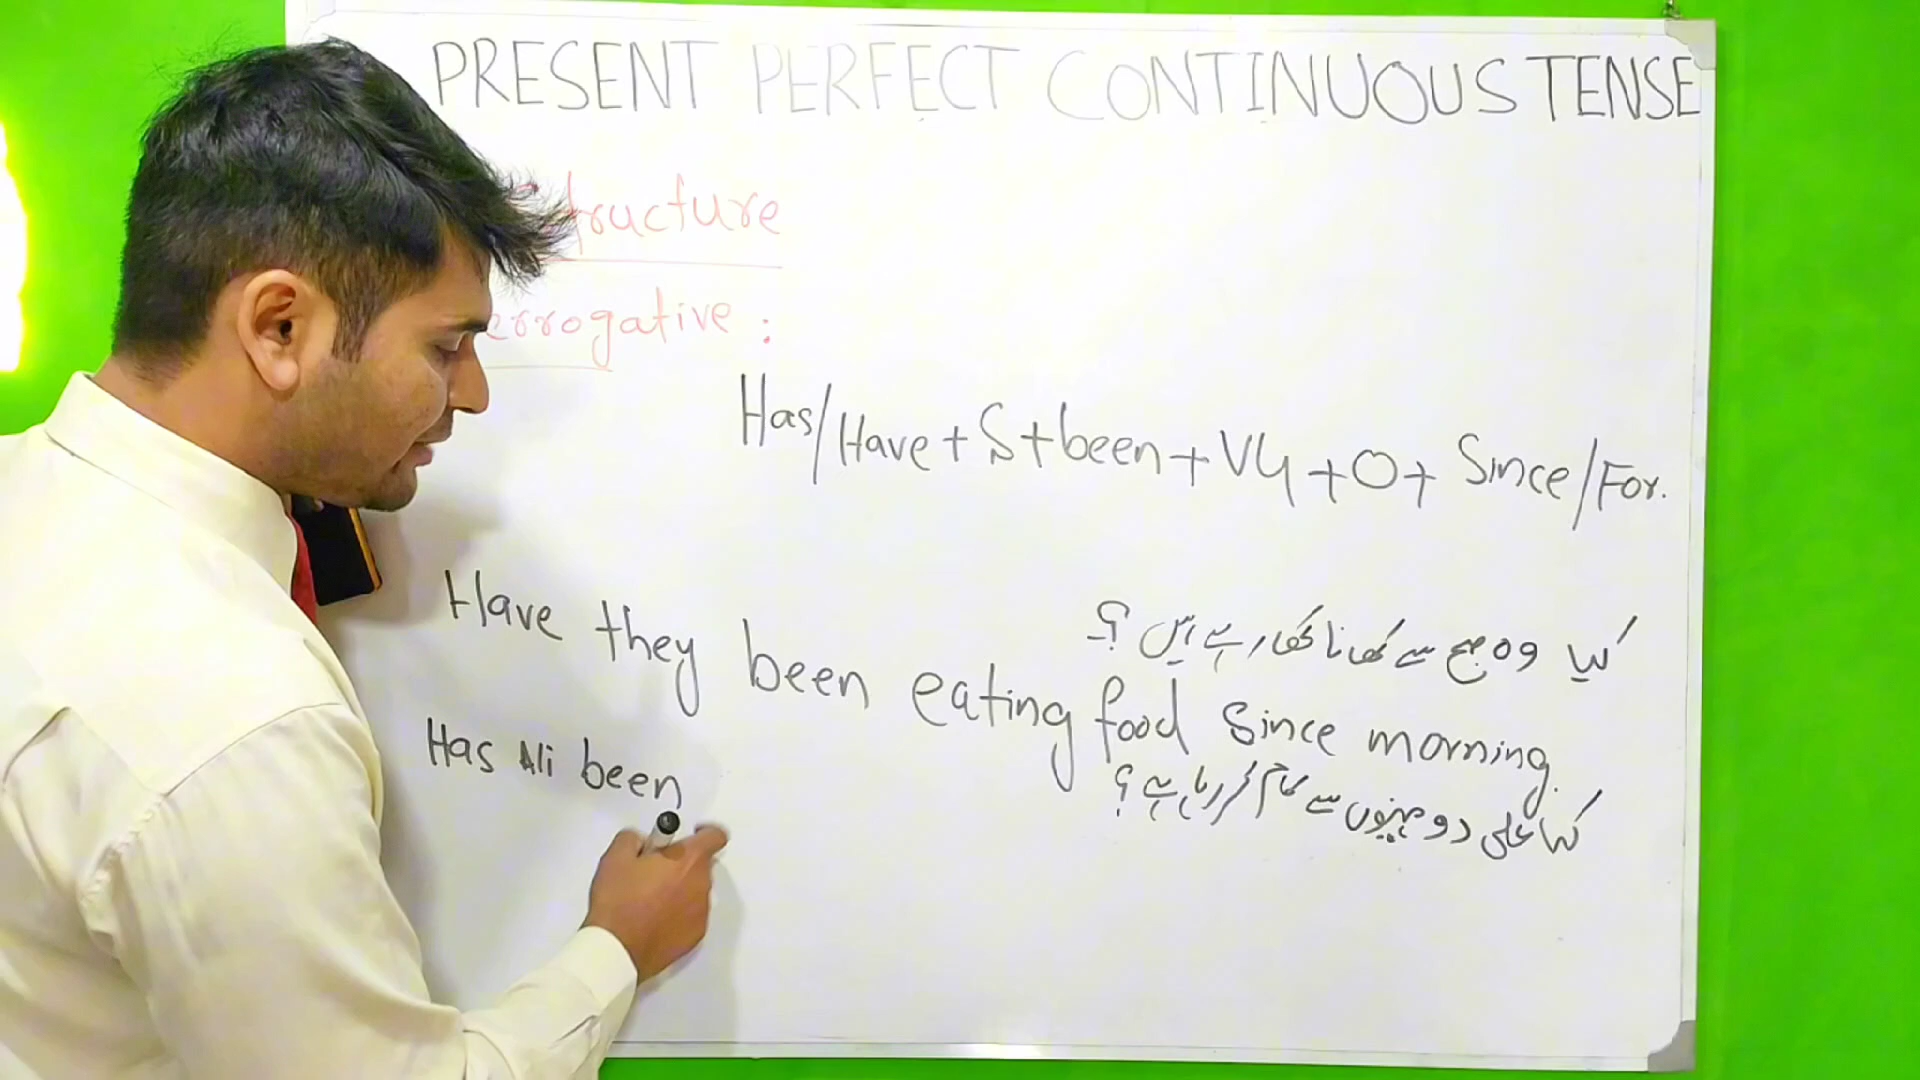 PRESENT PERFECT CONTINUOUS TENSE
Structure
errogative :
Has/Have + S + been + V4 + O + Since/For.
کیا وہ صبح سے کھانا کھا رہے ہیں ؟
Have they been eating food Since morning.
کیا علی دو مہینوں سے کام کر رہا ہے ؟
Has Ali been